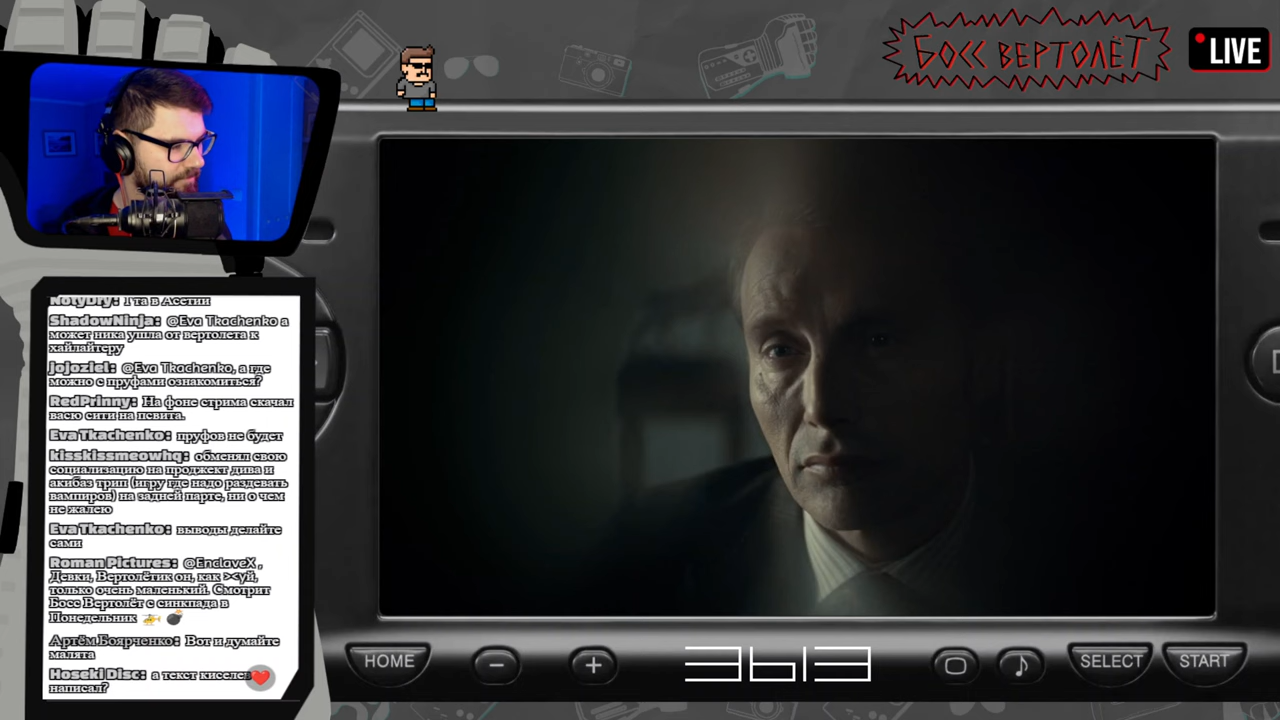 БОСС ВЕРТОЛЁТ
LIVE
NotyDry: Гта в Асетии
ShadowNinja: @Eva Tkachenko а
может ника ушла от вертолета к
хайлайтеру
jojoziel: @Eva Tkachenko, а где
можно с пруфами ознакомиться?
RedPrinny: На фоне стрима скачал
васю сити на псвита.
Eva Tkachenko: пруфов не будет
kisskissmeowhq: обменял свою
социализацию на проджект дива и
акибаз трип (игру где надо раздевать
вампиров) на задней парте, ни о чем
не жалею
Eva Tkachenko: выводы делайте
сами
Roman Pictures: @EnclaveX ,
Девки, Вертолётик он, как ><уй,
только очень маленький. Смотрит
Босс Вертолёт с синкпада в
Понедельник 🚁 💣
Артём Боярченко: Вот и думайте
малята
Hoseki Disc: а текст киселев
написал?
HOME
3613
SELECT
START